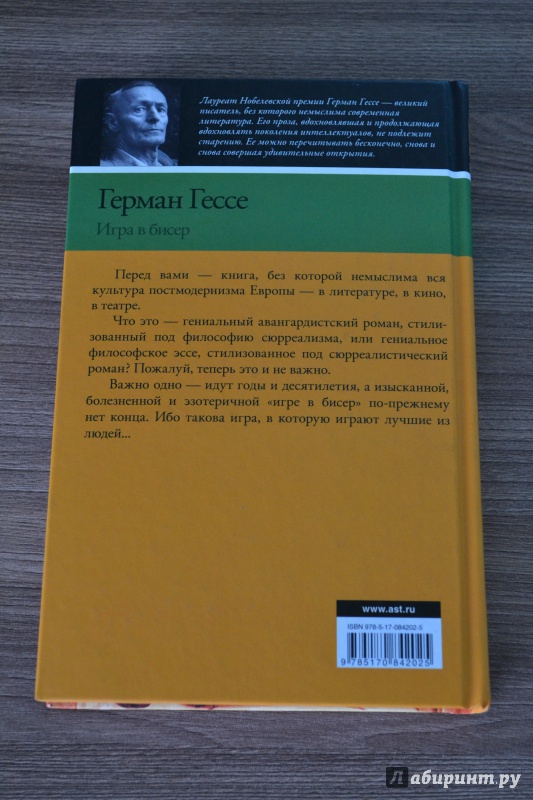 Лауреат Нобелевской премии Герман Гессе — великий
писатель, без которого немыслима современная
литература. Его проза, вдохновлявшая и продолжающая
вдохновлять поколения интеллектуалов, не подлежит
старению. Ее можно перечитывать бесконечно, снова и
снова совершая удивительные открытия.
Герман Гессе
Игра в бисер
Перед вами — книга, без которой немыслима вся
культура постмодернизма Европы — в литературе, в кино,
в театре.
Что это — гениальный авангардистский роман, стили-
зованный под философию сюрреализма, или гениальное
философское эссе, стилизованное под сюрреалистический
роман? Пожалуй, теперь это и не важно.
Важно одно — идут годы и десятилетия, а изысканной,
болезненной и эзотеричной «игре в бисер» по-прежнему
нет конца. Ибо такова игра, в которую играют лучшие из
людей...
www.ast.ru
ISBN 978-5-17-084202-5
9 785170 842025
Лабиринт.ру